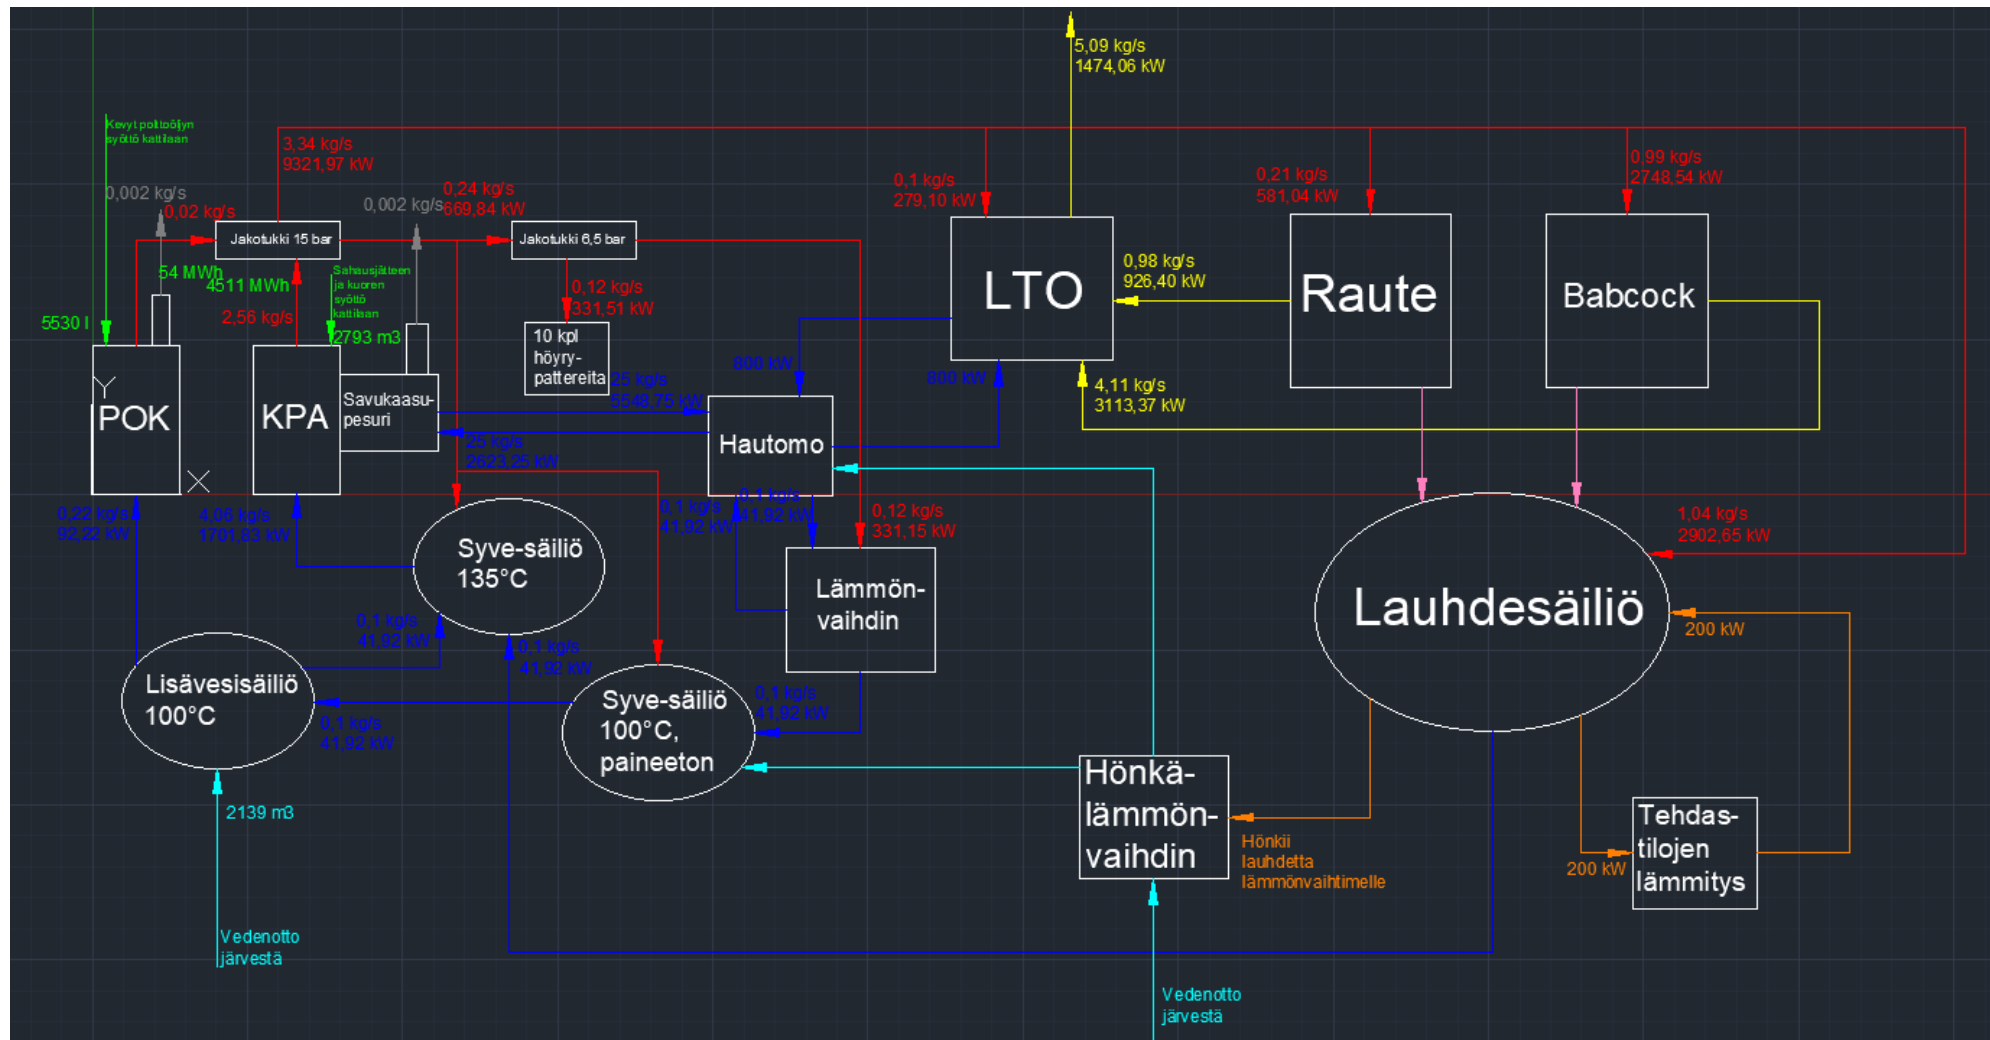 5,09 kg/s
1474,06 kW
Kevyt polttoöljyn
syöttö kattilaan
3,34 kg/s
9321,97 kW
0,99 kg/s
2748,54 kW
0,1 kg/s
279,10 kW
0,21 kg/s
581,04 kW
0,002 kg/s
0,02 kg/s
0,002 kg/s
0,24 kg/s
669,84 kW
Jakotukki 15 bar
Jakotukki 6,5 bar
54 MWh
4511 MWh
Sahausjätteen
ja kuoren
syöttö
kattilaan
2793 m3
0,98 kg/s
926,40 kW
LTO
Raute
Babcock
0,12 kg/s
331,51 kW
5530 l
2,56 kg/s
10 kpl
höyry-
pattereita
800 kW
800 kW
25 kg/s
5548,75 kW
4,11 kg/s
3113,37 kW
POK
KPA
Savukaasu-
pesuri
25 kg/s
2623,25 kW
Hautomo
0,22 kg/s
92,22 kW
4,06 kg/s
1701,83 kW
0,1 kg/s
41,92 kW
0,1 kg/s
41,92 kW
0,12 kg/s
331,15 kW
1,04 kg/s
2902,65 kW
Syve-säiliö
135°C
Lämmön-
vaihdin
Lauhdesäiliö
0,1 kg/s
41,92 kW
0,1 kg/s
41,92 kW
200 kW
Lisävesisäiliö
100°C
0,1 kg/s
41,92 kW
Syve-säiliö
100°C,
paineeton
0,1 kg/s
41,92 kW
2139 m3
Hönkä-
lämmön-
vaihdin
Hönkii
lauhdetta
lämmönvaihtimelle
200 kW
Tehdas-
tilojen
lämmitys
Vedenotto
järvestä
Vedenotto
järvestä
Y
X